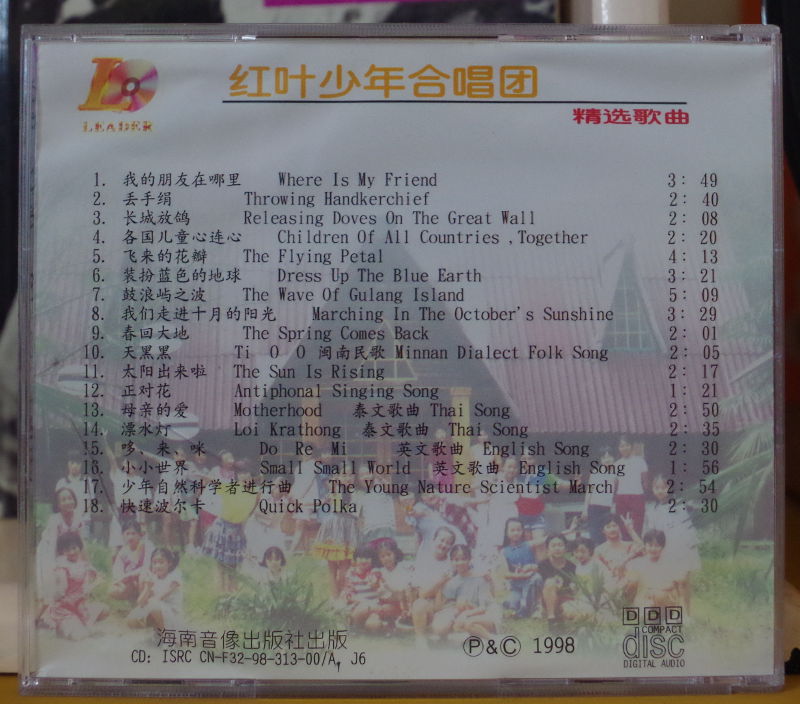 LEADER
红叶少年合唱团
精选歌曲
1. 我的朋友在哪里 Where Is My Friend 3: 49
2. 丢手绢 Throwing Handkerchief 2: 40
3. 长城放鸽 Releasing Doves On The Great Wall 2: 08
4. 各国儿童心连心 Children Of All Countries ,Together 2: 20
5. 飞来的花瓣 The Flying Petal 4: 13
6. 装扮蓝色的地球 Dress Up The Blue Earth 3: 21
7. 鼓浪屿之波 The Wave Of Gulang Island 5: 09
8. 我们走进十月的阳光 Marching In The October's Sunshine 3: 29
9. 春回大地 The Spring Comes Back 2: 01
10. 天黑黑 Ti O O 闽南民歌 Minnan Dialect Folk Song 2: 05
11. 太阳出来啦 The Sun Is Rising 2: 17
12. 正对花 Antiphonal Singing Song 1: 21
13. 母亲的爱 Motherhood 泰文歌曲 Thai Song 2: 50
14. 漂水灯 Loi Krathong 泰文歌曲 Thai Song 2: 35
15. 哆、来、咪 Do Re Mi 英文歌曲 English Song 2: 30
16. 小小世界 Small Small World 英文歌曲 English Song 1: 56
17. 少年自然科学者进行曲 The Young Nature Scientist March 2: 54
18. 快速波尔卡 Quick Polka 2: 30
海南音像出版社出版
CD: ISRC CN-F32-98-313-00/A, J6
Ⓟ&Ⓒ 1998
DDD
COMPACT
disc
DIGITAL AUDIO